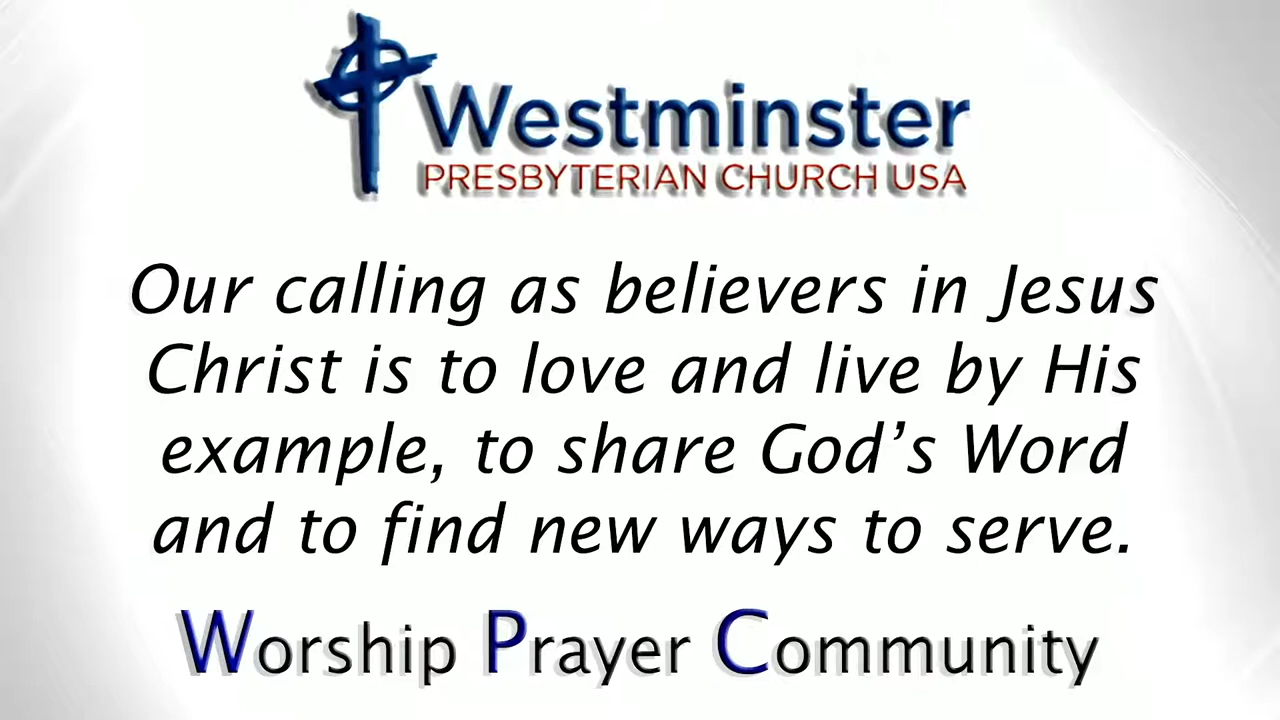 Westminster
PRESBYTERIAN CHURCH USA
Our calling as believers in Jesus
Christ is to love and live by His
example, to share God’s Word
and to find new ways to serve.
Worship Prayer Community